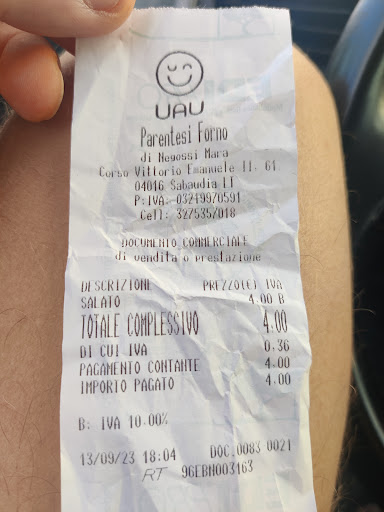 UAU
Parentesi Forno
di Negossi Mara
Corso Vittorio Emanuele II. 61
04016 Sabaudia LT
P:IVA: 03219970591
Cell: 3275357018
DOCUMENTO COMMERCIALE
di vendita o prestazione
DESCRIZIONE PREZZO(€) IVA
SALATO 4.00 B
TOTALE COMPLESSIVO 4.00
DI CUI IVA 0.36
PAGAMENTO CONTANTE 4.00
IMPORTO PAGATO 4.00
B: IVA 10.00%
13/09/23 18:04 DOC.0083 0021
RT 96EBN003163